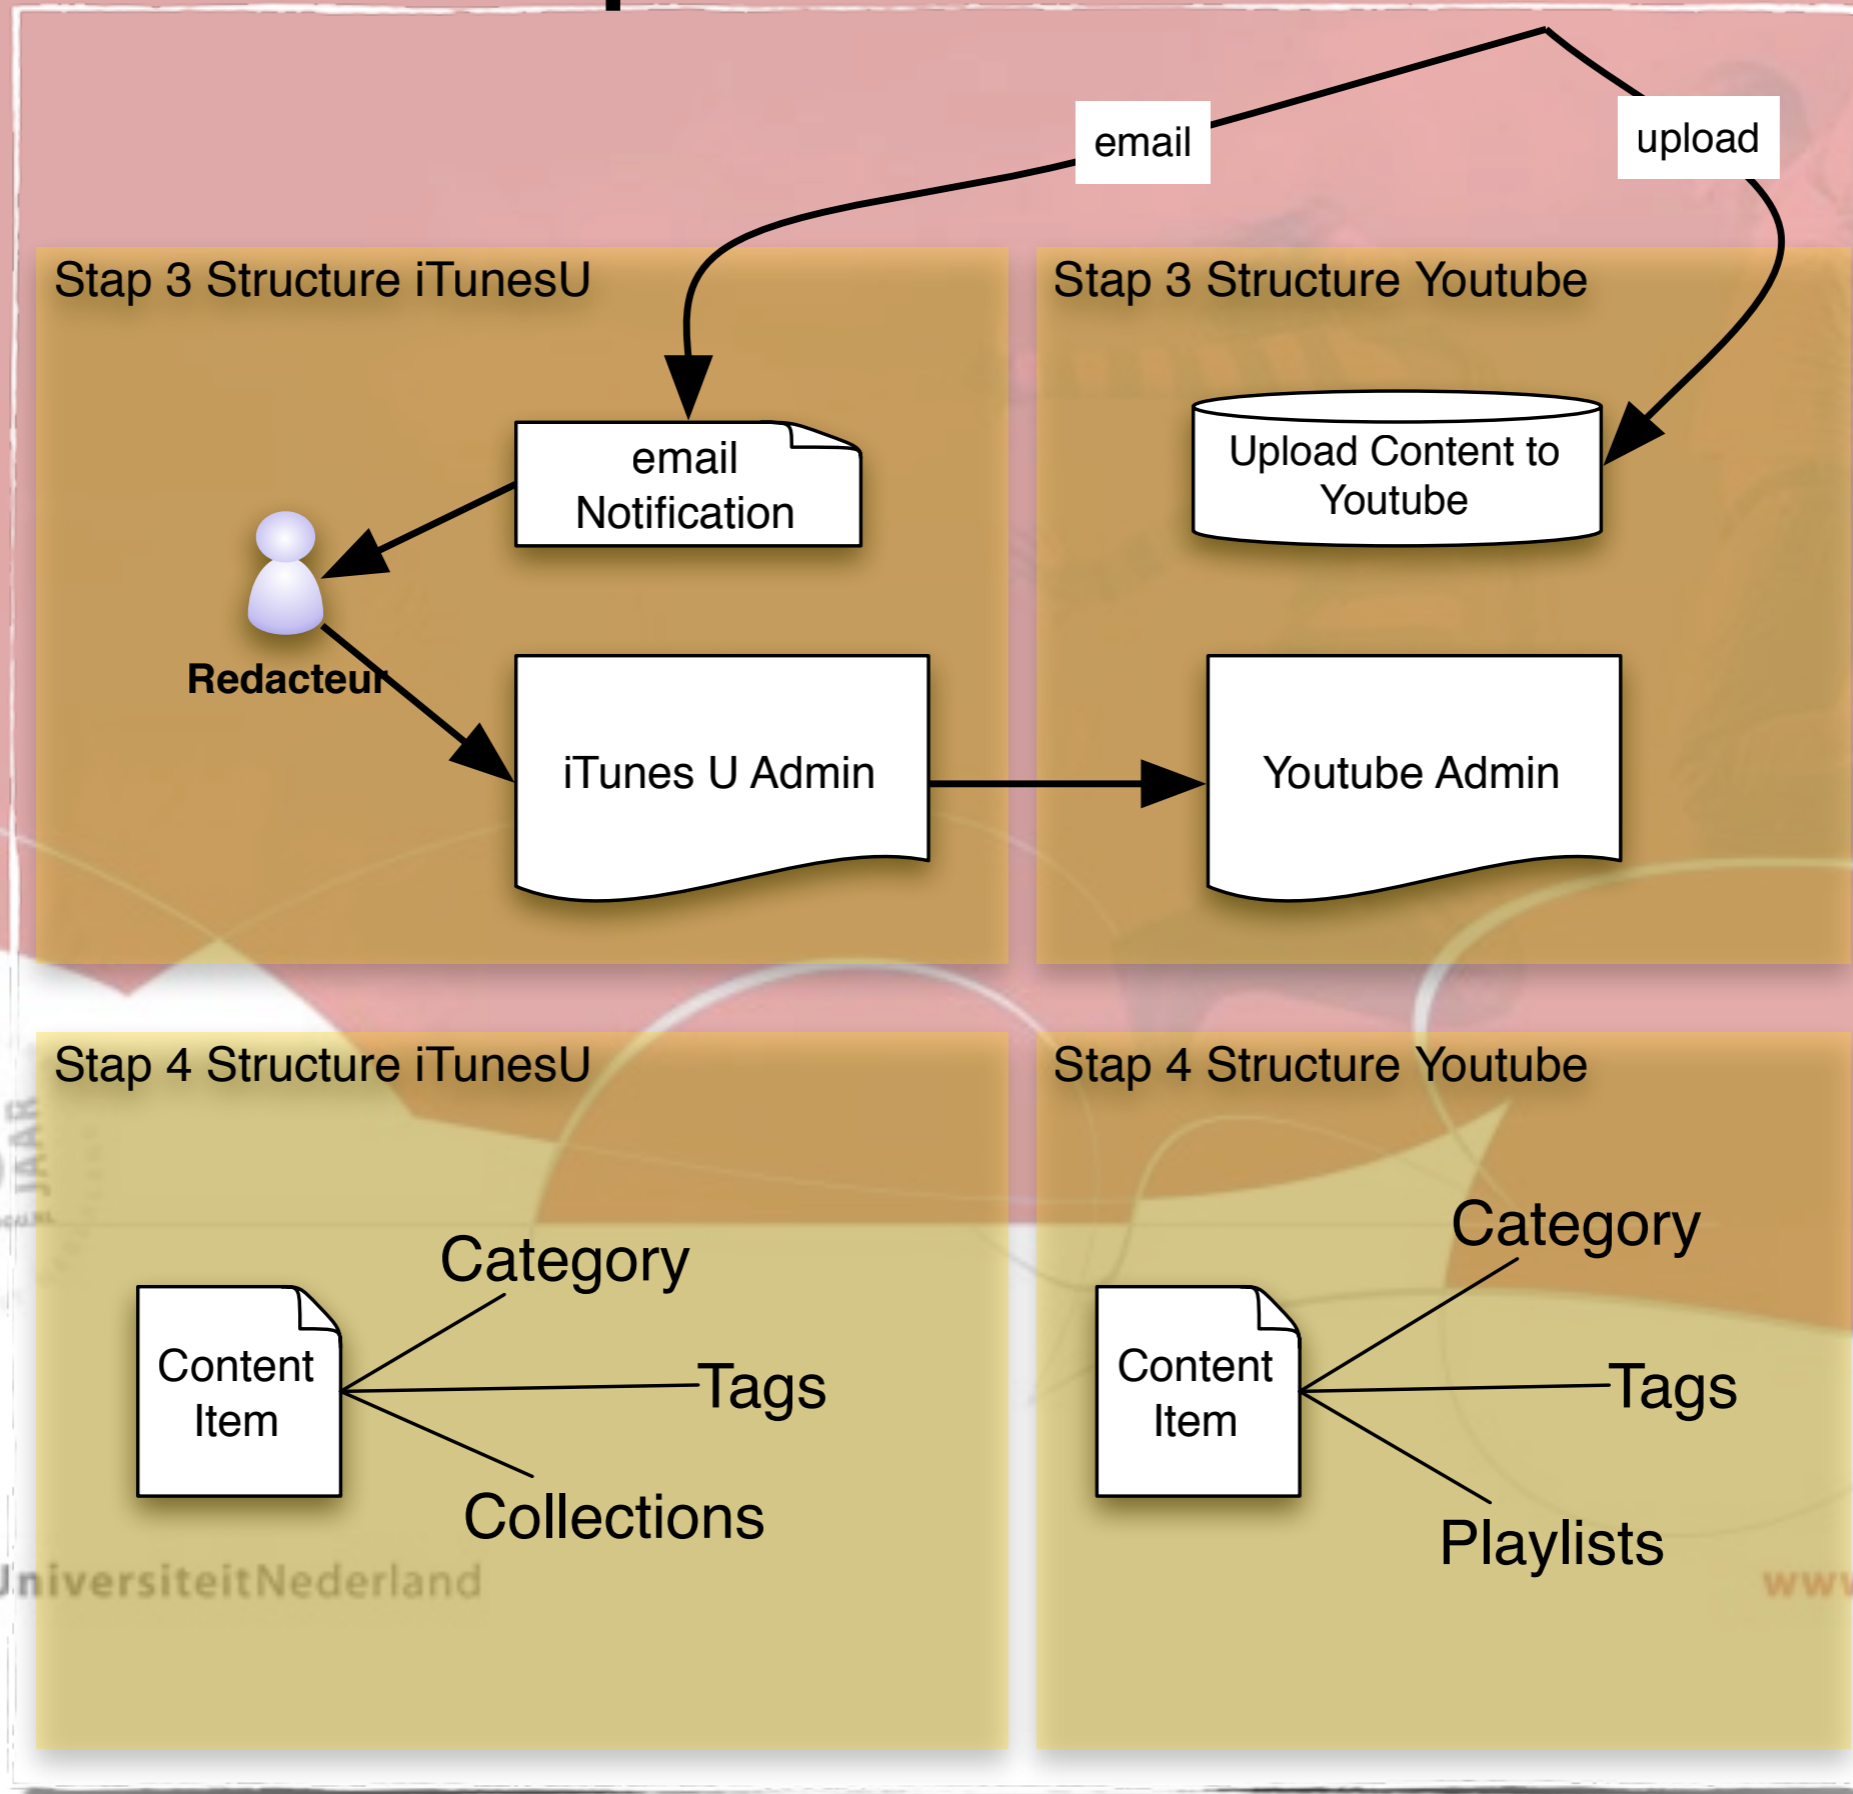 email
upload
Stap 3 Structure iTunesU
Stap 3 Structure Youtube
email
Notification
Upload Content to
Youtube
Redacteur
iTunes U Admin
Youtube Admin
Stap 4 Structure iTunesU
Stap 4 Structure Youtube
JAAR
Category
Category
Content
Item
Tags
Content
Item
Tags
Collections
Playlists
UniversiteitNederland
www